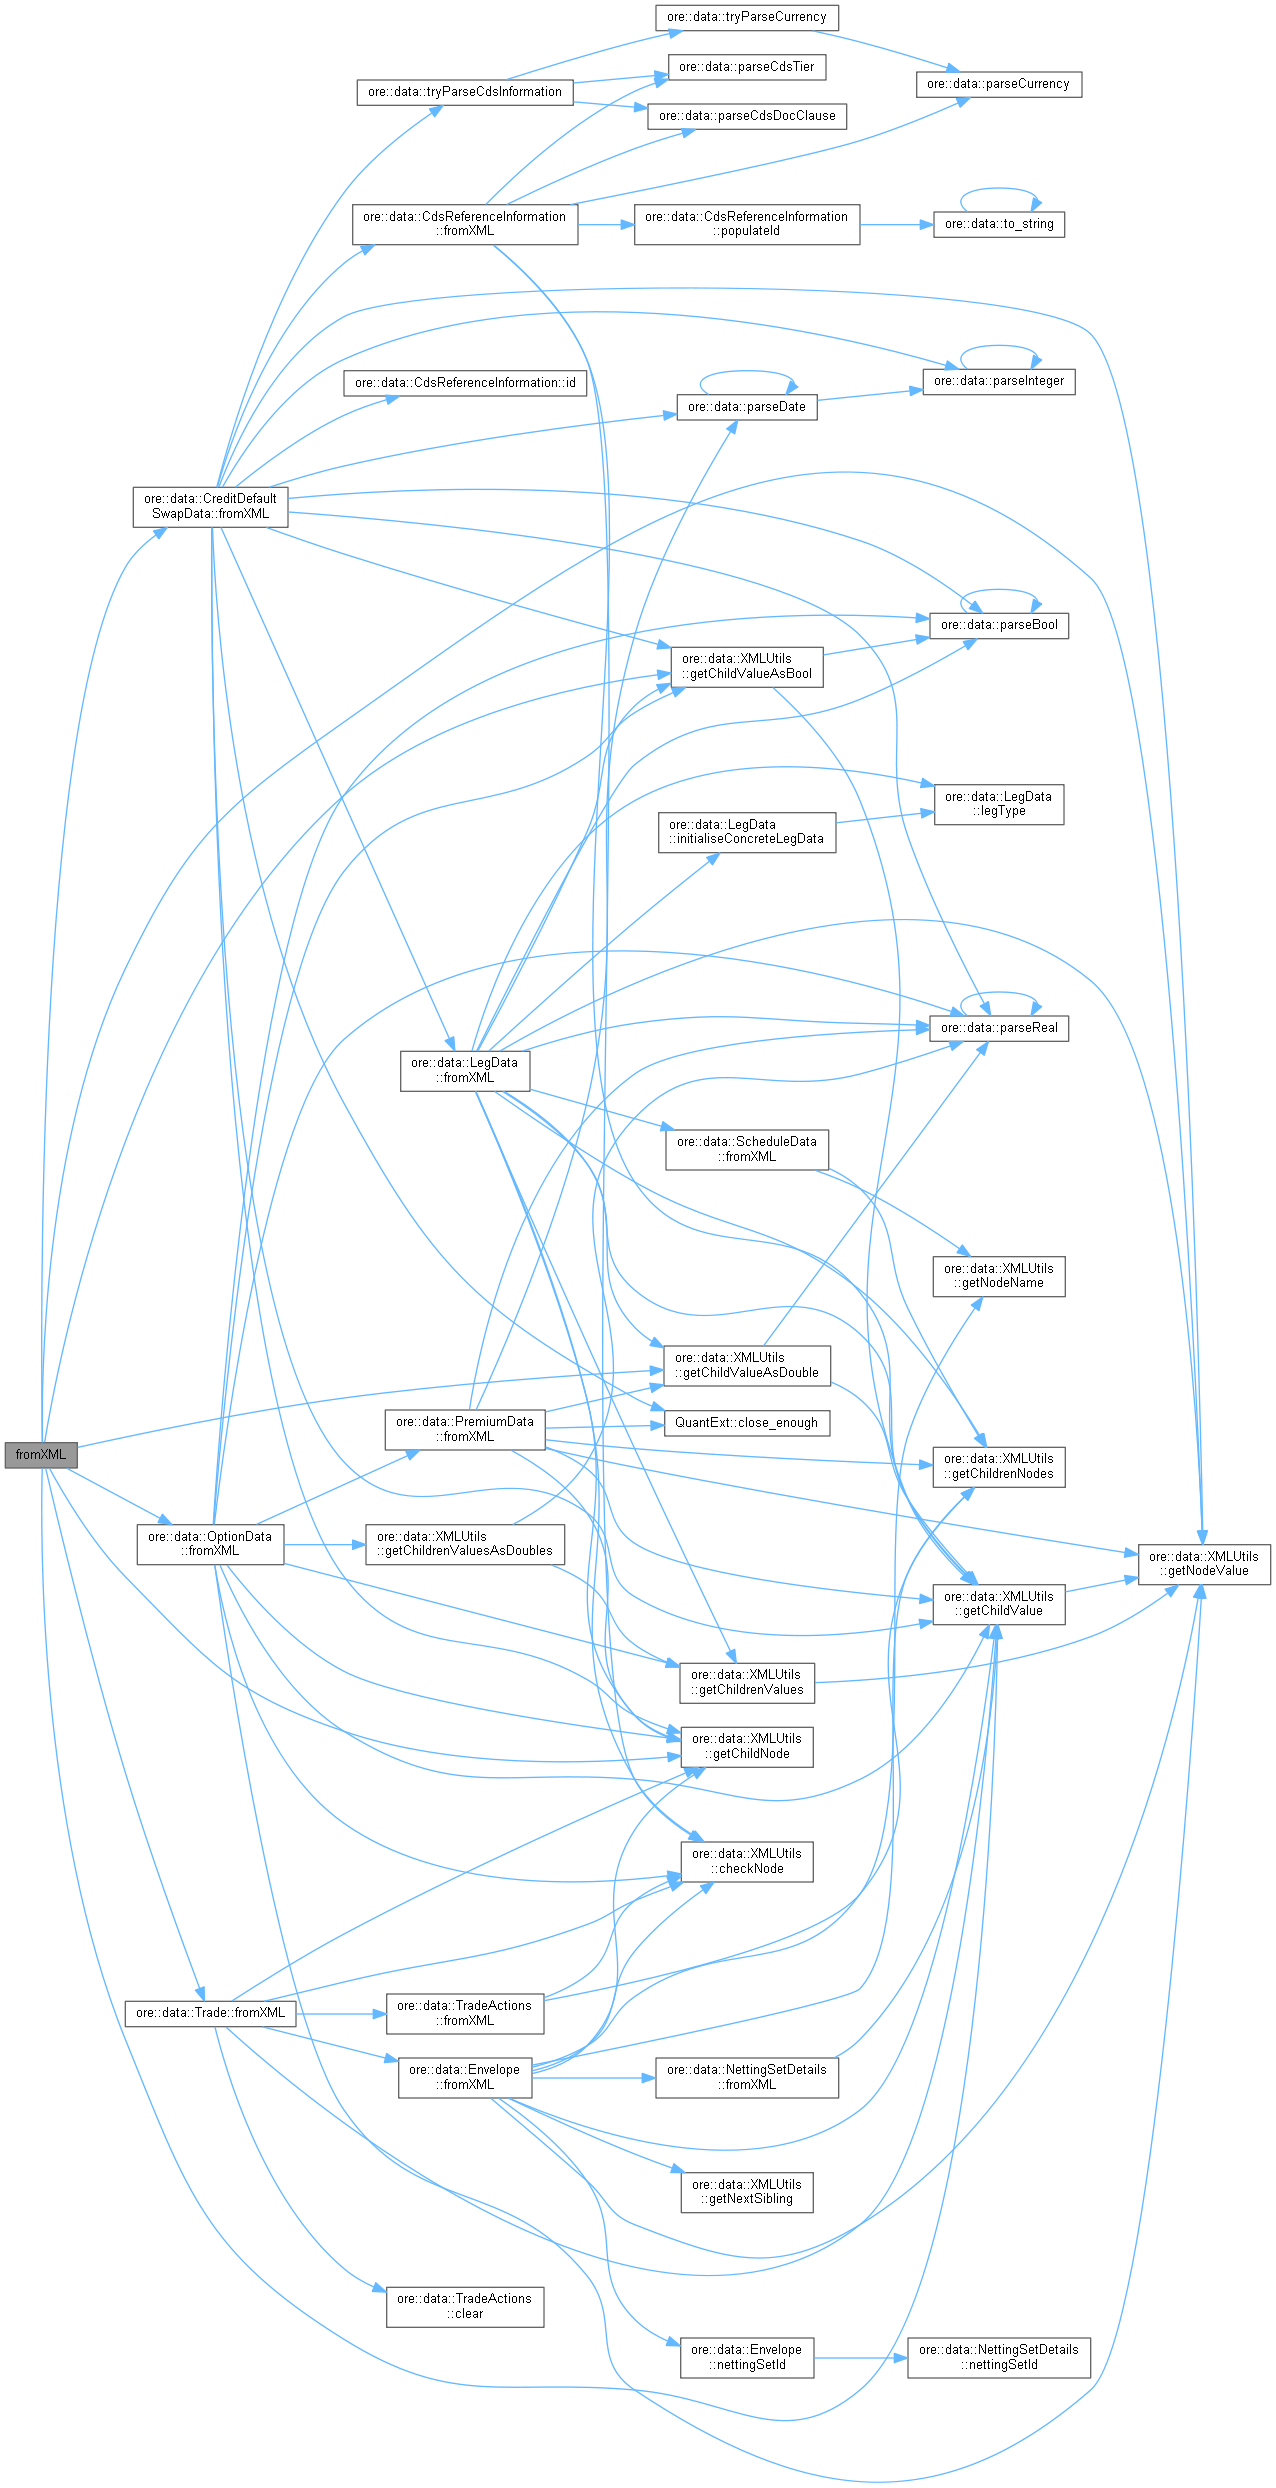 ore::data::tryParseCurrency
ore::data::parseCdsTier
ore::data::parseCurrency
ore::data::tryParseCdsInformation
ore::data::parseCdsDocClause
ore::data::CdsReferenceInformation
::fromXML
ore::data::CdsReferenceInformation
::populateId
ore::data::to_string
ore::data::CdsReferenceInformation::id
ore::data::parseDate
ore::data::parseInteger
ore::data::CreditDefault
SwapData::fromXML
ore::data::parseBool
ore::data::XMLUtils
::getChildValueAsBool
ore::data::LegData
::legType
ore::data::LegData
::initialiseConcreteLegData
ore::data::parseReal
ore::data::LegData
::fromXML
ore::data::ScheduleData
::fromXML
ore::data::XMLUtils
::getNodeName
ore::data::XMLUtils
::getChildValueAsDouble
ore::data::PremiumData
::fromXML
QuantExt::close_enough
fromXML
ore::data::XMLUtils
::getChildrenNodes
ore::data::OptionData
::fromXML
ore::data::XMLUtils
::getChildrenValuesAsDoubles
ore::data::XMLUtils
::getNodeValue
ore::data::XMLUtils
::getChildValue
ore::data::XMLUtils
::getChildrenValues
ore::data::XMLUtils
::getChildNode
ore::data::XMLUtils
::checkNode
ore::data::Trade::fromXML
ore::data::TradeActions
::fromXML
ore::data::Envelope
::fromXML
ore::data::NettingSetDetails
::fromXML
ore::data::XMLUtils
::getNextSibling
ore::data::TradeActions
::clear
ore::data::Envelope
::nettingSetId
ore::data::NettingSetDetails
::nettingSetId